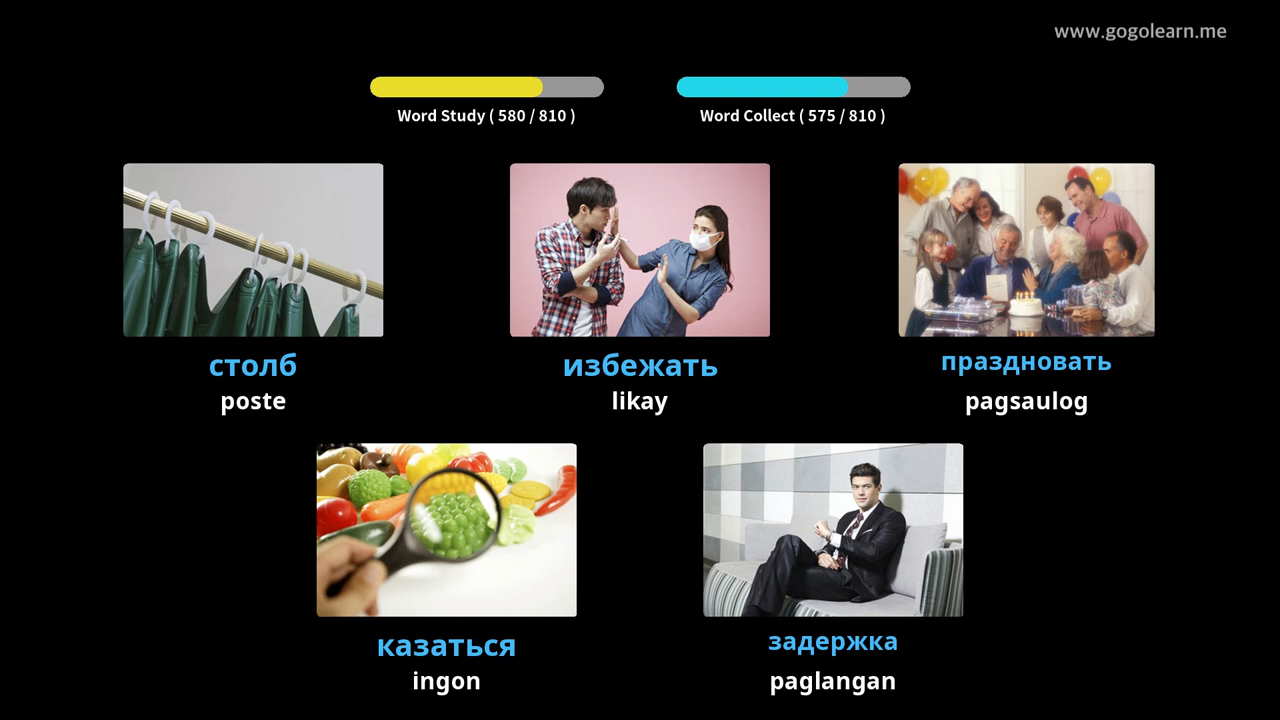 www.gogolearn.me
Word Study ( 580 / 810 )
Word Collect ( 575 / 810 )
столб
poste
избежать
likay
праздновать
pagsaulog
казаться
ingon
задержка
paglangan